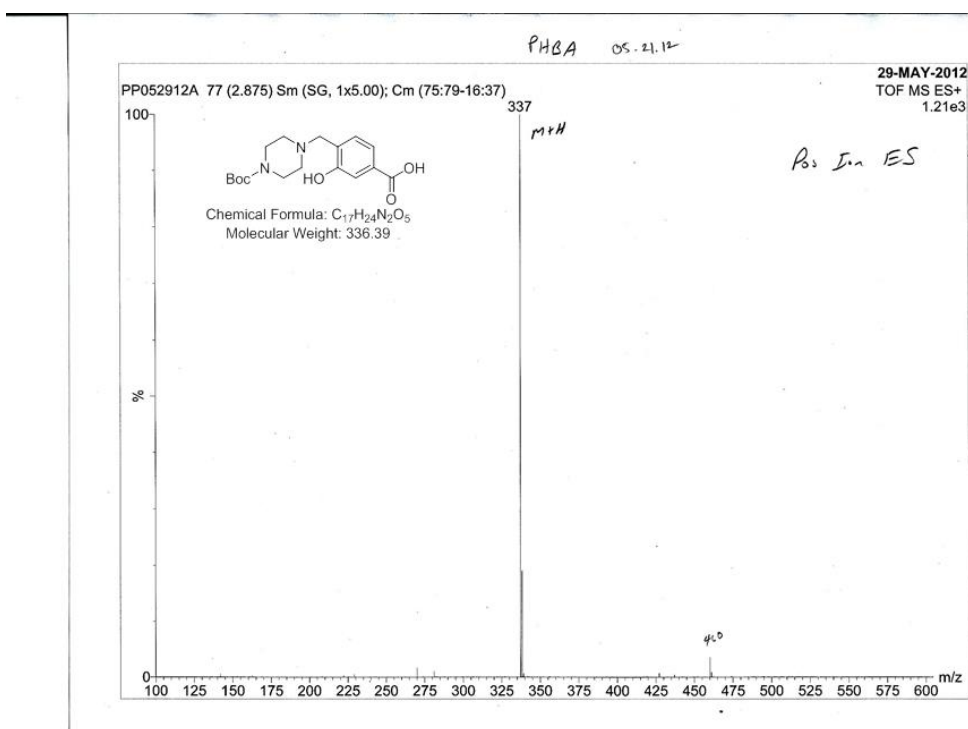 PHBA 05.21.12
29-MAY-2012
PP052912A 77 (2.875) Sm (SG, 1x5.00); Cm (75:79-16:37)
TOF MS ES+
1.21e3
100
337
M+H
Pos Ion ES
N
N
Boc
HO
OH
O
Chemical Formula: C₁₇H₂₄N₂O₅
Molecular Weight: 336.39
%
460
0
100 125 150 175 200 225 250 275 300 325 350 375 400 425 450 475 500 525 550 575 600 m/z